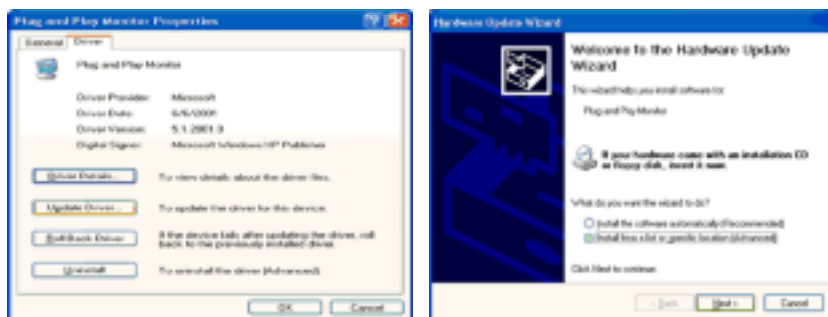 Plug and Play Monitor Properties
General Driver
Plug and Play Monitor
Driver Provider: Microsoft
Driver Date: 6/6/2001
Driver Version: 5.1.2001.0
Digital Signer: Microsoft Windows XP Publisher
Driver Details... To view details about the driver files.
Update Driver... To update the driver for this device.
Roll Back Driver If the device fails after updating the driver, roll
back to the previously installed driver.
Uninstall To uninstall the driver (Advanced).
OK Cancel
Hardware Update Wizard
Welcome to the Hardware Update
Wizard
This wizard helps you install software for:
Plug and Play Monitor
If your hardware came with an installation CD
or floppy disk, insert it now.
What do you want the wizard to do?
Install the software automatically (Recommended)
Install from a list or specific location (Advanced)
Click Next to continue.
< Back Next > Cancel